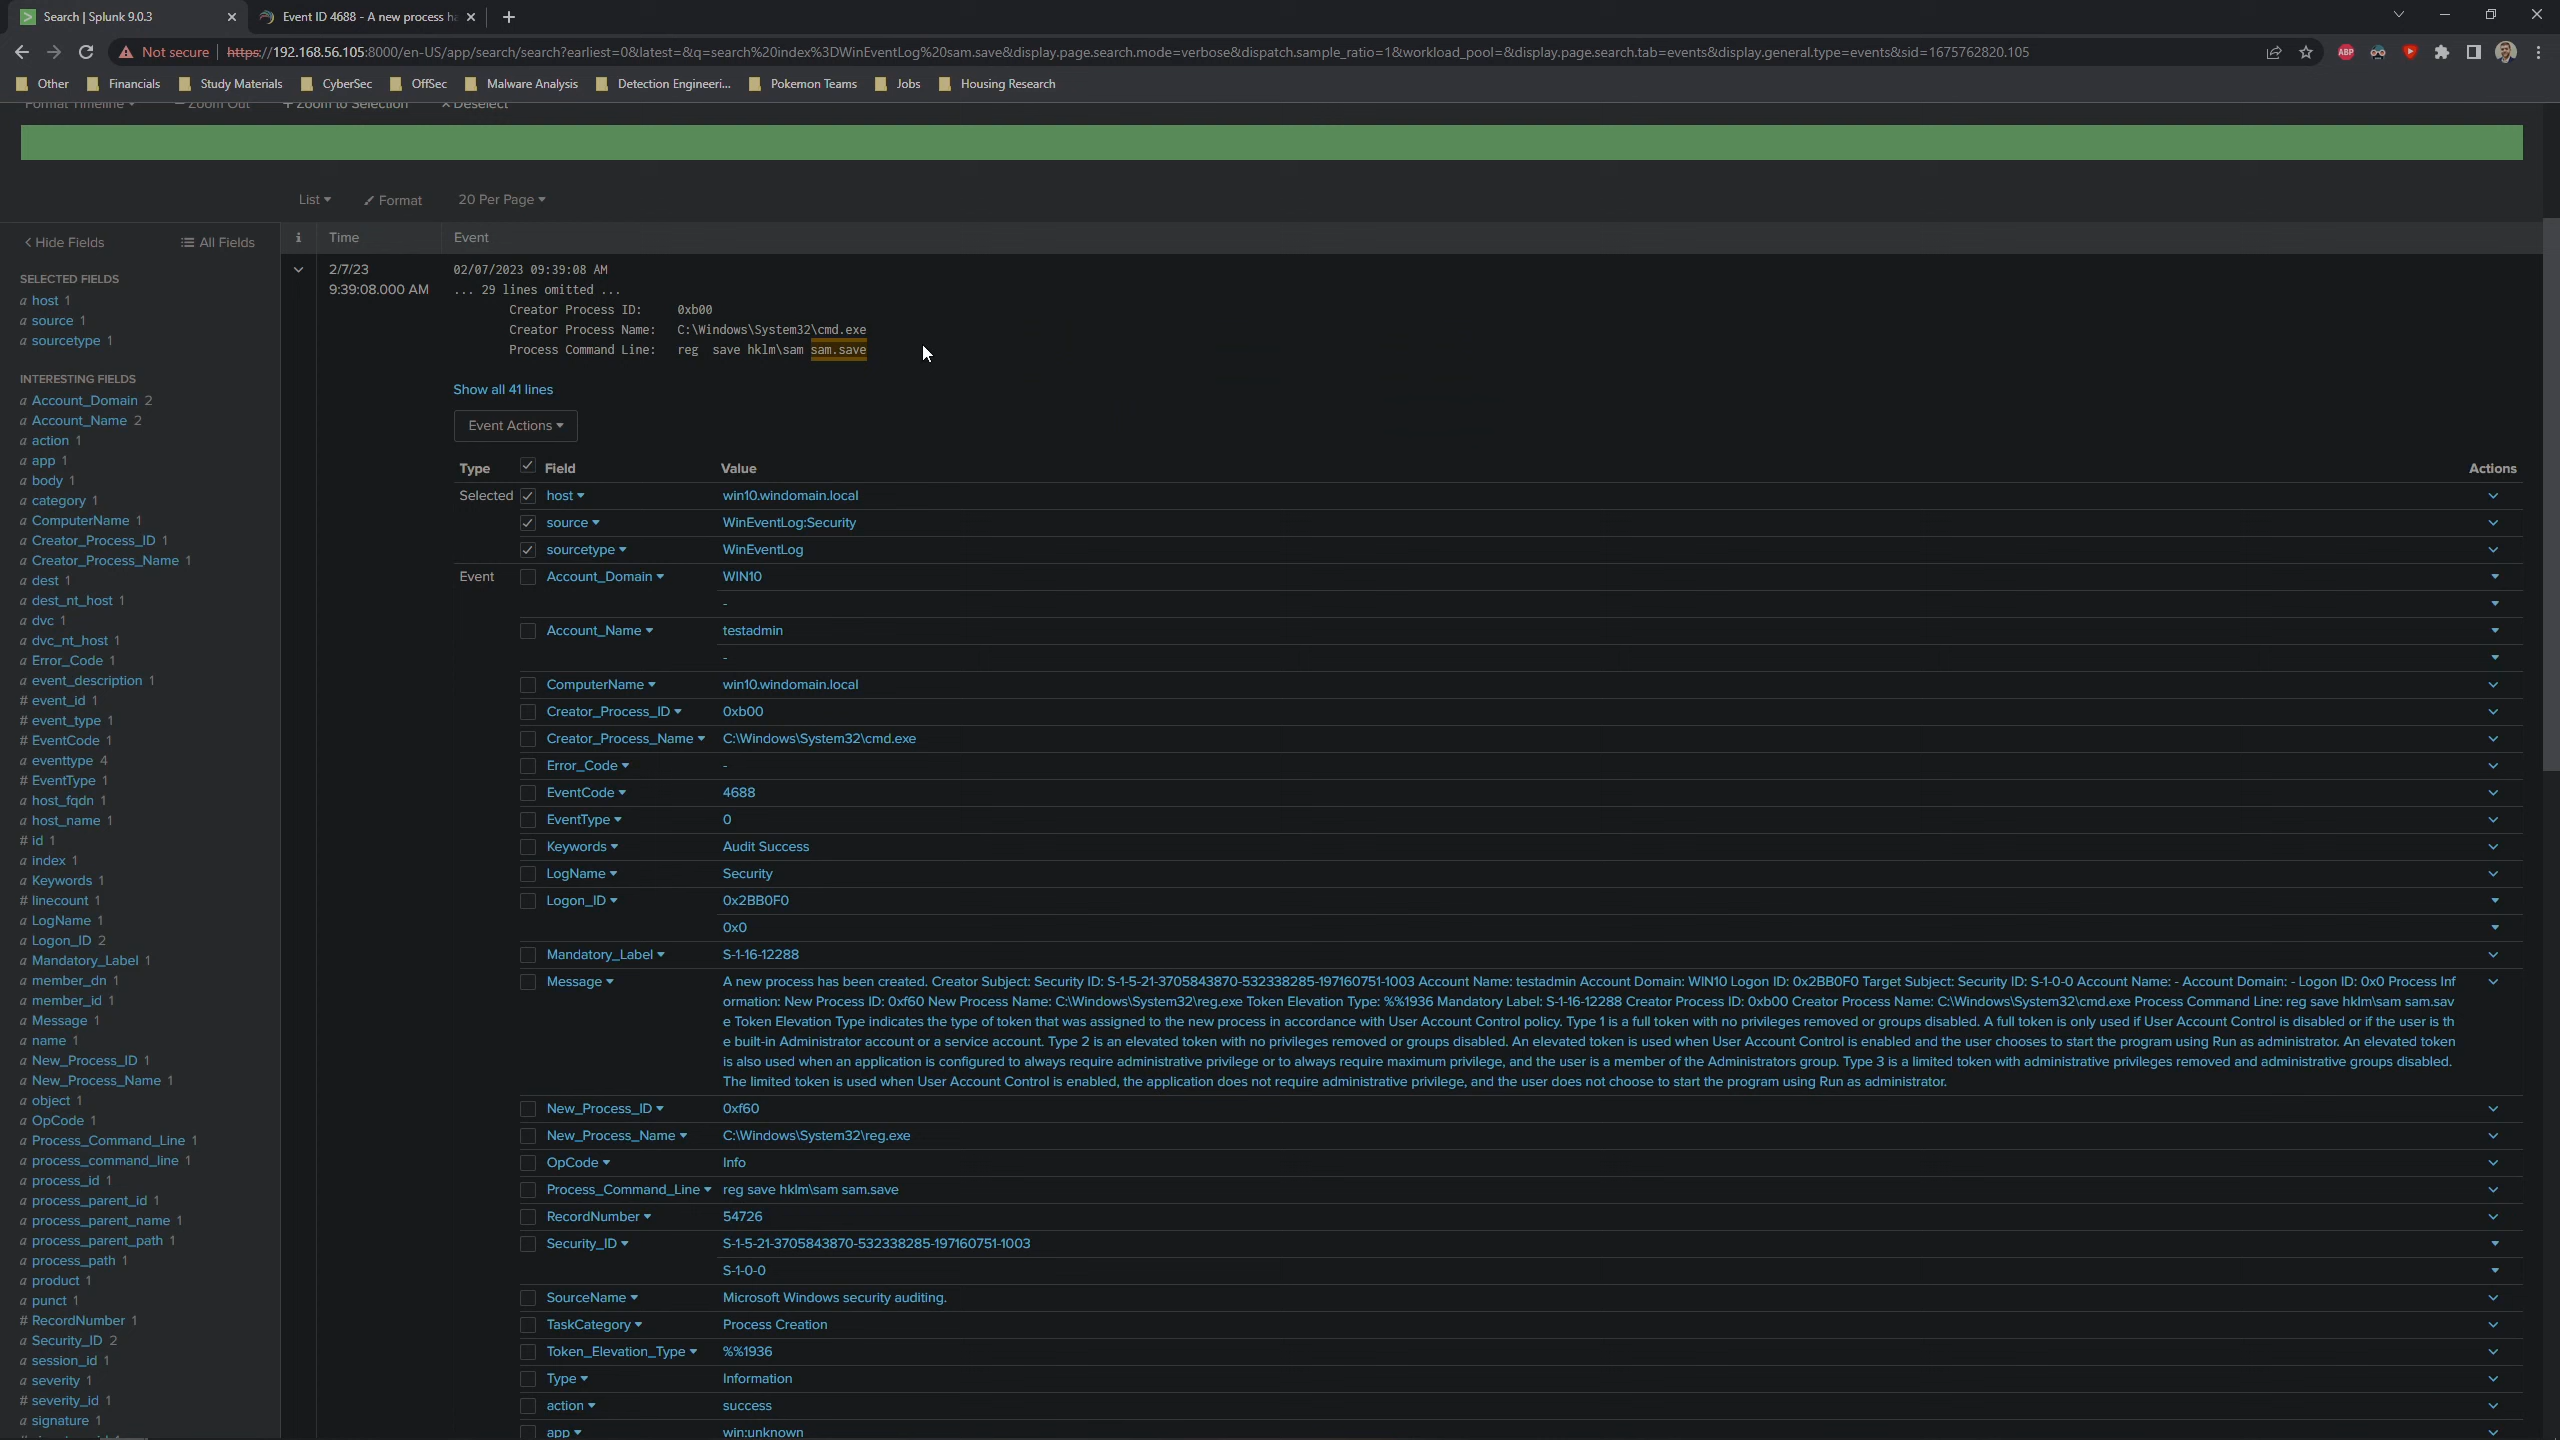 Search | Splunk 9.0.3
Event ID 4688 - A new process ha
Not secure
https://192.168.56.105:8000/en-US/app/search/search?earliest=0&latest=&q=search%20index%3DWinEventLog%20sam.save&display.page.search.mode=verbose&dispatch.sample_ratio=1&workload_pool=&display.page.search.tab=events&display.general.type=events&sid=1675762820.105
ABP
Other
Financials
Study Materials
CyberSec
OffSec
Malware Analysis
Detection Engineeri...
Pokemon Teams
Jobs
Housing Research
Format Timeline
— Zoom Out
+ Zoom to Selection
× Deselect
List
Format
20 Per Page
< Hide Fields
All Fields
i
Time
Event
SELECTED FIELDS
a host 1
a source 1
a sourcetype 1
INTERESTING FIELDS
a Account_Domain 2
a Account_Name 2
a action 1
a app 1
a body 1
a category 1
a ComputerName 1
a Creator_Process_ID 1
a Creator_Process_Name 1
a dest 1
a dest_nt_host 1
a dvc 1
a dvc_nt_host 1
a Error_Code 1
a event_description 1
# event_id 1
# event_type 1
# EventCode 1
a eventtype 4
# EventType 1
a host_fqdn 1
a host_name 1
# id 1
a index 1
a Keywords 1
# linecount 1
a LogName 1
a Logon_ID 2
a Mandatory_Label 1
a member_dn 1
a member_id 1
a Message 1
a name 1
a New_Process_ID 1
a New_Process_Name 1
a object 1
a OpCode 1
a Process_Command_Line 1
a process_command_line 1
a process_id 1
a process_parent_id 1
a process_parent_name 1
a process_parent_path 1
a process_path 1
a product 1
a punct 1
# RecordNumber 1
a Security_ID 2
a session_id 1
a severity 1
# severity_id 1
a signature 1
2/7/23
9:39:08.000 AM
02/07/2023 09:39:08 AM
... 29 lines omitted ...
Creator Process ID: 0xb00
Creator Process Name: C:\Windows\System32\cmd.exe
Process Command Line: reg  save hklm\sam sam.save
Show all 41 lines
Event Actions
Type Field Value Actions
Selected host win10.windomain.local
source WinEventLog:Security
sourcetype WinEventLog
Event Account_Domain WIN10
-
Account_Name testadmin
-
ComputerName win10.windomain.local
Creator_Process_ID 0xb00
Creator_Process_Name C:\Windows\System32\cmd.exe
Error_Code -
EventCode 4688
EventType 0
Keywords Audit Success
LogName Security
Logon_ID 0x2BB0F0
0x0
Mandatory_Label S-1-16-12288
Message A new process has been created. Creator Subject: Security ID: S-1-5-21-3705843870-532338285-197160751-1003 Account Name: testadmin Account Domain: WIN10 Logon ID: 0x2BB0F0 Target Subject: Security ID: S-1-0-0 Account Name: - Account Domain: - Logon ID: 0x0 Process Inf
ormation: New Process ID: 0xf60 New Process Name: C:\Windows\System32\reg.exe Token Elevation Type: %%1936 Mandatory Label: S-1-16-12288 Creator Process ID: 0xb00 Creator Process Name: C:\Windows\System32\cmd.exe Process Command Line: reg save hklm\sam sam.sav
e Token Elevation Type indicates the type of token that was assigned to the new process in accordance with User Account Control policy. Type 1 is a full token with no privileges removed or groups disabled. A full token is only used if User Account Control is disabled or if the user is th
e built-in Administrator account or a service account. Type 2 is an elevated token with no privileges removed or groups disabled. An elevated token is used when User Account Control is enabled and the user chooses to start the program using Run as administrator. An elevated token
is also used when an application is configured to always require administrative privilege or to always require maximum privilege, and the user is a member of the Administrators group. Type 3 is a limited token with administrative privileges removed and administrative groups disabled.
The limited token is used when User Account Control is enabled, the application does not require administrative privilege, and the user does not choose to start the program using Run as administrator.
New_Process_ID 0xf60
New_Process_Name C:\Windows\System32\reg.exe
OpCode Info
Process_Command_Line reg save hklm\sam sam.save
RecordNumber 54726
Security_ID S-1-5-21-3705843870-532338285-197160751-1003
S-1-0-0
SourceName Microsoft Windows security auditing.
TaskCategory Process Creation
Token_Elevation_Type %%1936
Type Information
action success
app win:unknown